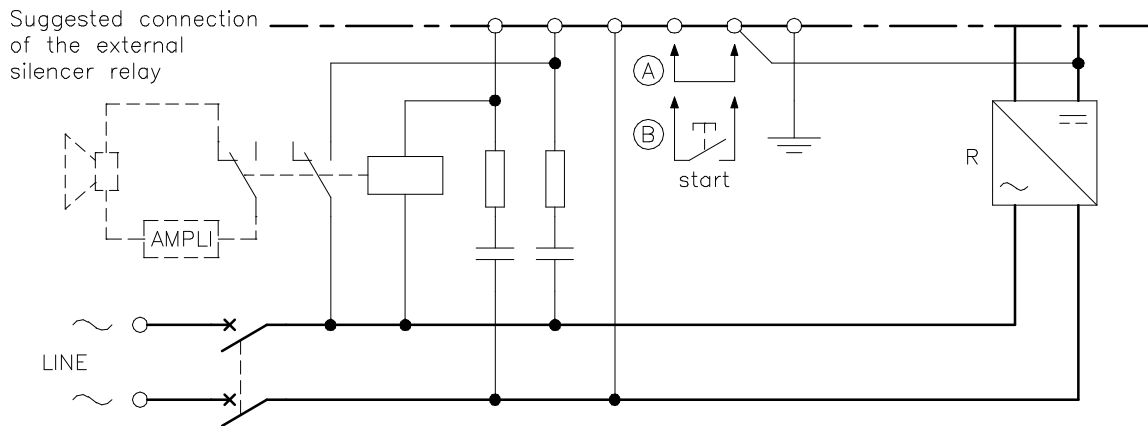 Suggested connection
of the external
silencer relay
A
B
start
R
AMPLI
LINE